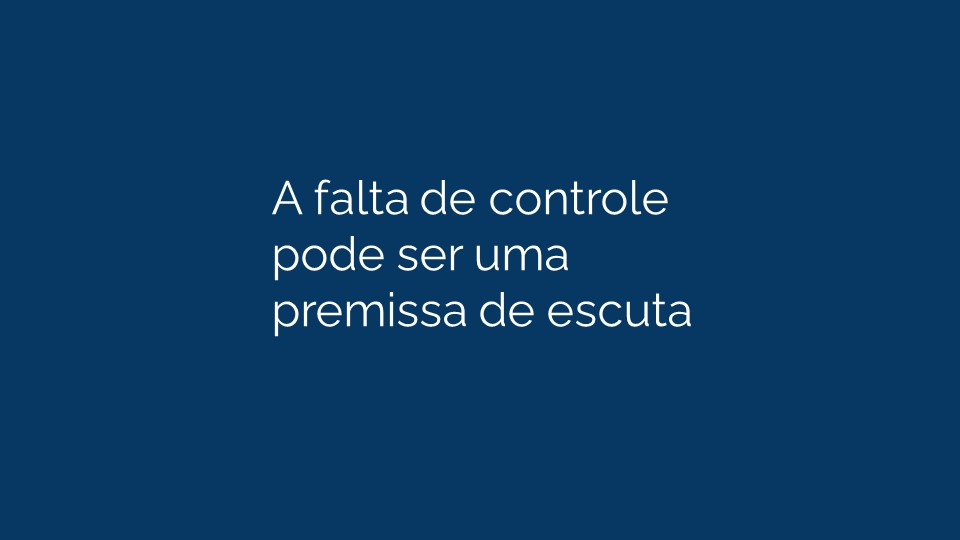 A falta de controle
pode ser uma
premissa de escuta